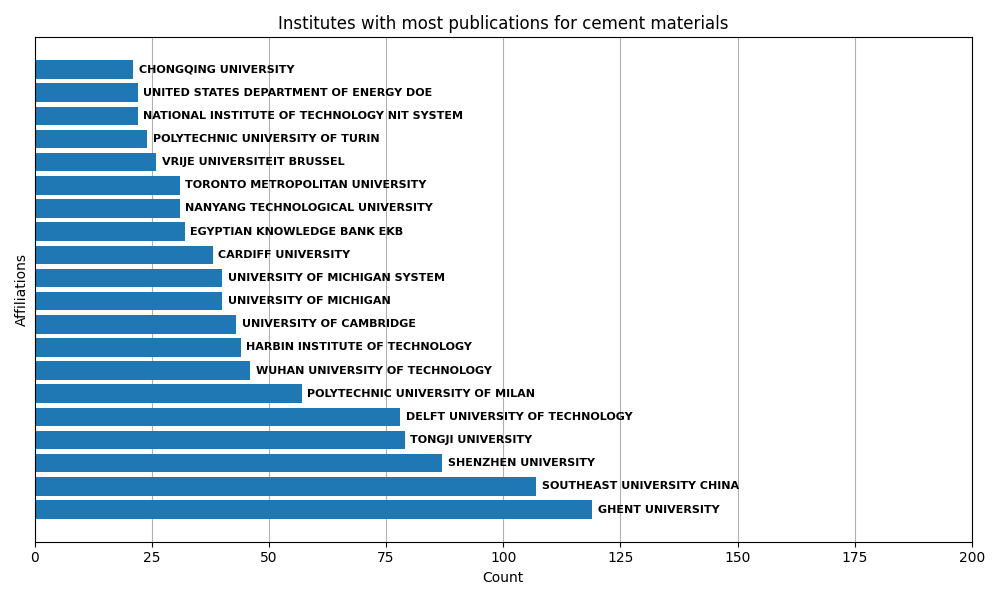 Institutes with most publications for cement materials
CHONGQING UNIVERSITY
UNITED STATES DEPARTMENT OF ENERGY DOE
NATIONAL INSTITUTE OF TECHNOLOGY NIT SYSTEM
POLYTECHNIC UNIVERSITY OF TURIN
VRIJE UNIVERSITEIT BRUSSEL
TORONTO METROPOLITAN UNIVERSITY
NANYANG TECHNOLOGICAL UNIVERSITY
EGYPTIAN KNOWLEDGE BANK EKB
CARDIFF UNIVERSITY
UNIVERSITY OF MICHIGAN SYSTEM
UNIVERSITY OF MICHIGAN
UNIVERSITY OF CAMBRIDGE
HARBIN INSTITUTE OF TECHNOLOGY
WUHAN UNIVERSITY OF TECHNOLOGY
POLYTECHNIC UNIVERSITY OF MILAN
DELFT UNIVERSITY OF TECHNOLOGY
TONGJI UNIVERSITY
SHENZHEN UNIVERSITY
SOUTHEAST UNIVERSITY CHINA
GHENT UNIVERSITY
Affiliations
0 25 50 75 100 125 150 175 200
Count